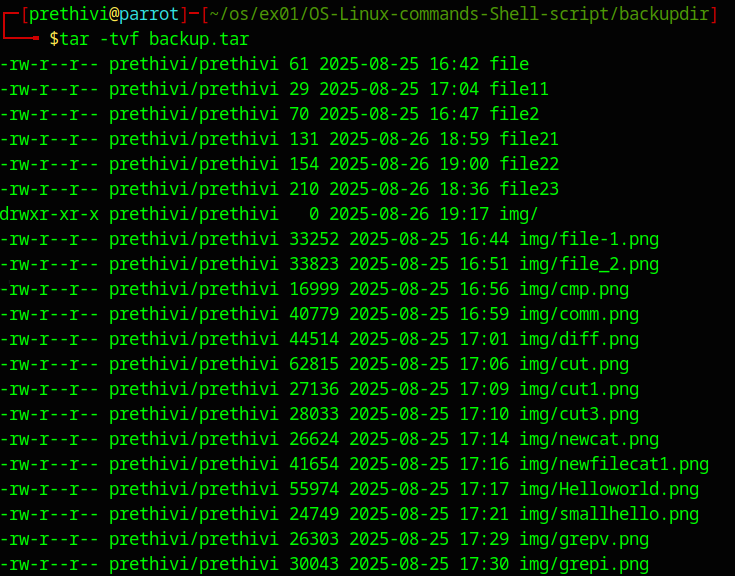 ┌─[prethivi@parrot]─[~/os/ex01/OS-Linux-commands-Shell-script/backupdir]
└──╼ $tar -tvf backup.tar
-rw-r--r-- prethivi/prethivi 61 2025-08-25 16:42 file
-rw-r--r-- prethivi/prethivi 29 2025-08-25 17:04 file11
-rw-r--r-- prethivi/prethivi 70 2025-08-25 16:47 file2
-rw-r--r-- prethivi/prethivi 131 2025-08-26 18:59 file21
-rw-r--r-- prethivi/prethivi 154 2025-08-26 19:00 file22
-rw-r--r-- prethivi/prethivi 210 2025-08-26 18:36 file23
drwxr-xr-x prethivi/prethivi   0 2025-08-26 19:17 img/
-rw-r--r-- prethivi/prethivi 33252 2025-08-25 16:44 img/file-1.png
-rw-r--r-- prethivi/prethivi 33823 2025-08-25 16:51 img/file_2.png
-rw-r--r-- prethivi/prethivi 16999 2025-08-25 16:56 img/cmp.png
-rw-r--r-- prethivi/prethivi 40779 2025-08-25 16:59 img/comm.png
-rw-r--r-- prethivi/prethivi 44514 2025-08-25 17:01 img/diff.png
-rw-r--r-- prethivi/prethivi 62815 2025-08-25 17:06 img/cut.png
-rw-r--r-- prethivi/prethivi 27136 2025-08-25 17:09 img/cut1.png
-rw-r--r-- prethivi/prethivi 28033 2025-08-25 17:10 img/cut3.png
-rw-r--r-- prethivi/prethivi 26624 2025-08-25 17:14 img/newcat.png
-rw-r--r-- prethivi/prethivi 41654 2025-08-25 17:16 img/newfilecat1.png
-rw-r--r-- prethivi/prethivi 55974 2025-08-25 17:17 img/Helloworld.png
-rw-r--r-- prethivi/prethivi 24749 2025-08-25 17:21 img/smallhello.png
-rw-r--r-- prethivi/prethivi 26303 2025-08-25 17:29 img/grepv.png
-rw-r--r-- prethivi/prethivi 30043 2025-08-25 17:30 img/grepi.png